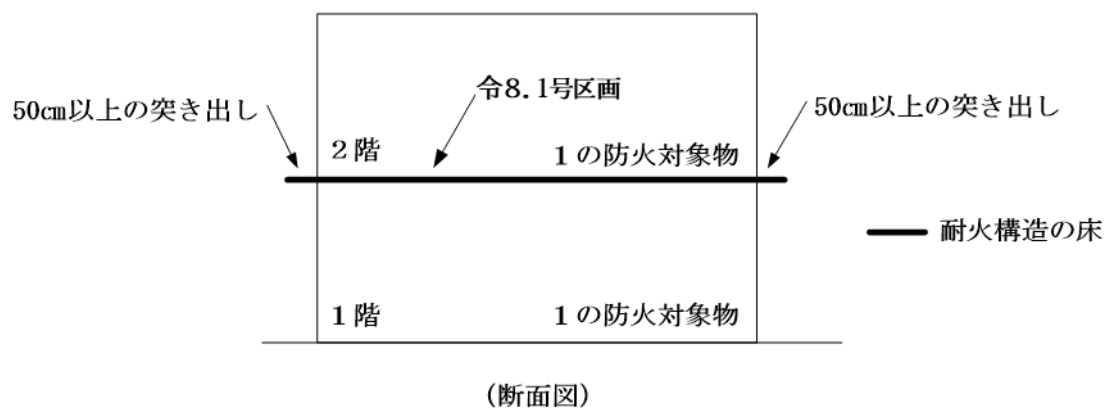 令8.1号区画
50㎝以上の突き出し
50㎝以上の突き出し
2階
1の防火対象物
耐火構造の床
1階
1の防火対象物
(断面図)